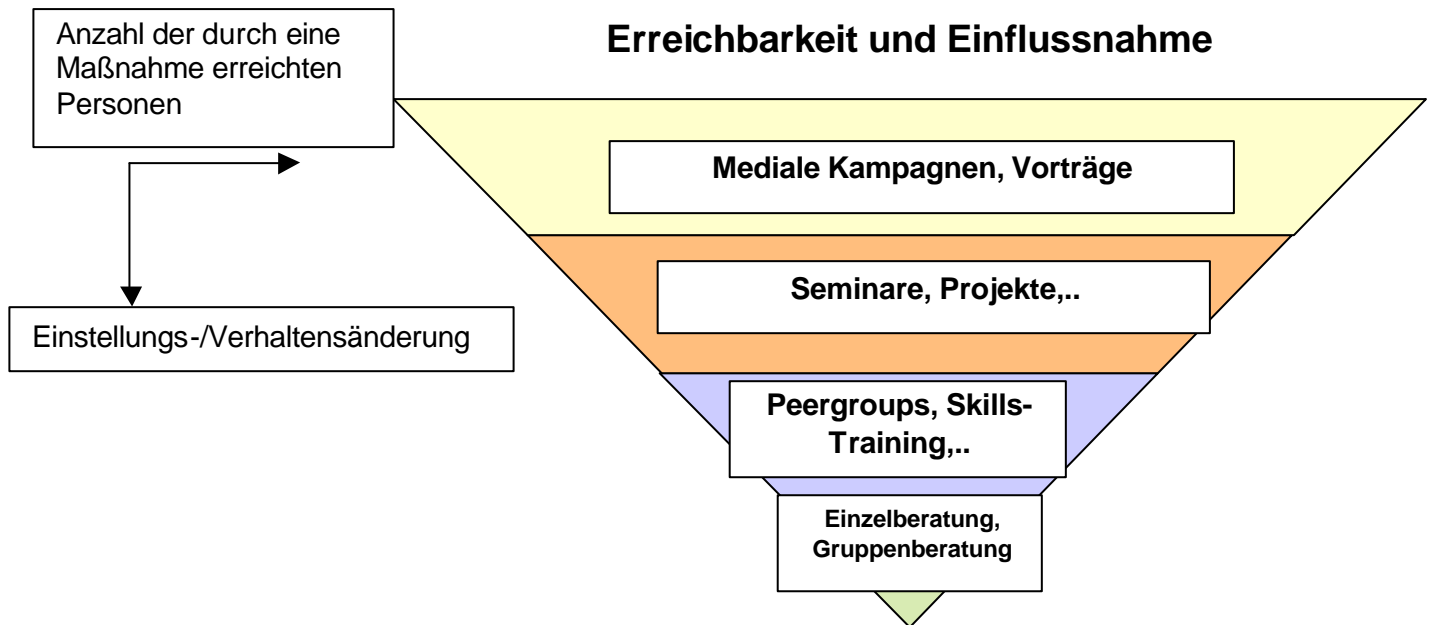 Anzahl der durch eine
Maßnahme erreichten
Personen
Erreichbarkeit und Einflussnahme
Mediale Kampagnen, Vorträge
Seminare, Projekte,..
Einstellungs-/Verhaltensänderung
Peergroups, Skills-
Training,..
Einzelberatung,
Gruppenberatung